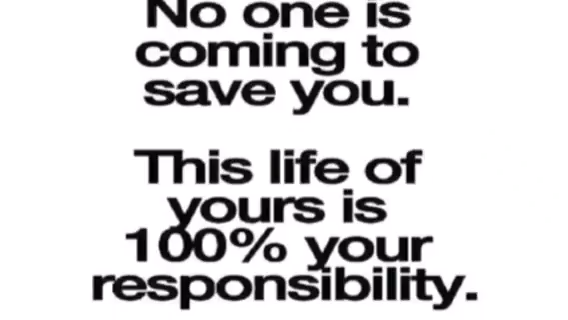 No one is
coming to
save you.
This life of
yours is
100% your
responsibility.